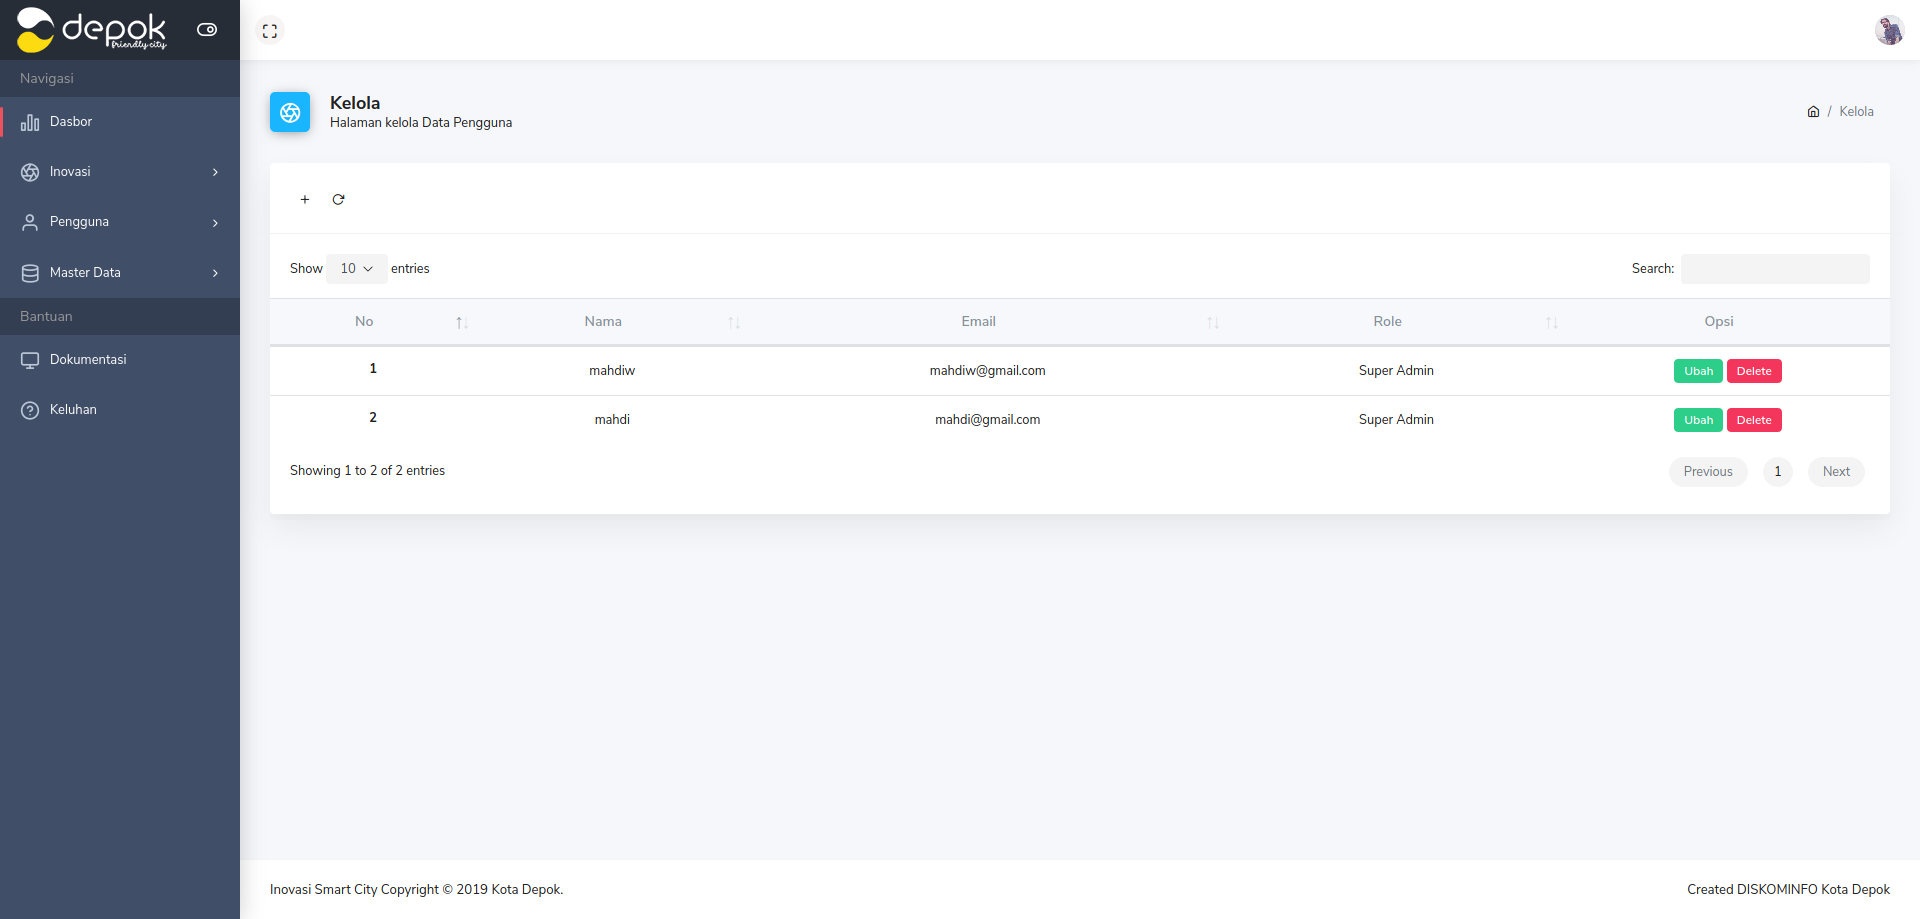 depok
friendly city
Navigasi
Dasbor
Inovasi
Pengguna
Master Data
Bantuan
Dokumentasi
Keluhan
Kelola
Halaman kelola Data Pengguna
/ Kelola
+
Show 10 entries
Search:
No Nama Email Role Opsi
1 mahdiw mahdiw@gmail.com Super Admin Ubah Delete
2 mahdi mahdi@gmail.com Super Admin Ubah Delete
Showing 1 to 2 of 2 entries
Previous 1 Next
Inovasi Smart City Copyright © 2019 Kota Depok.
Created DISKOMINFO Kota Depok